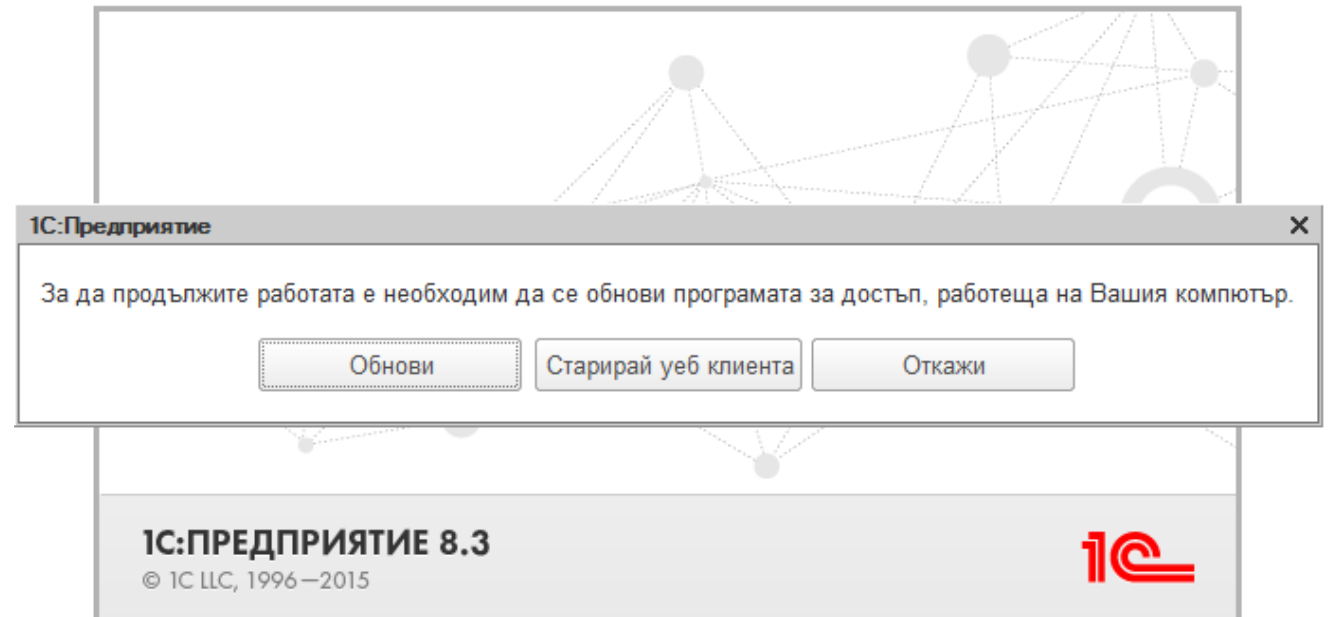 1С:Предприятие
За да продължите работата е необходим да се обнови програмата за достъп, работеща на Вашия компютър.
Обнови Старирай уеб клиента Откажи
1С:ПРЕДПРИЯТИЕ 8.3
© 1C LLC, 1996—2015
1C